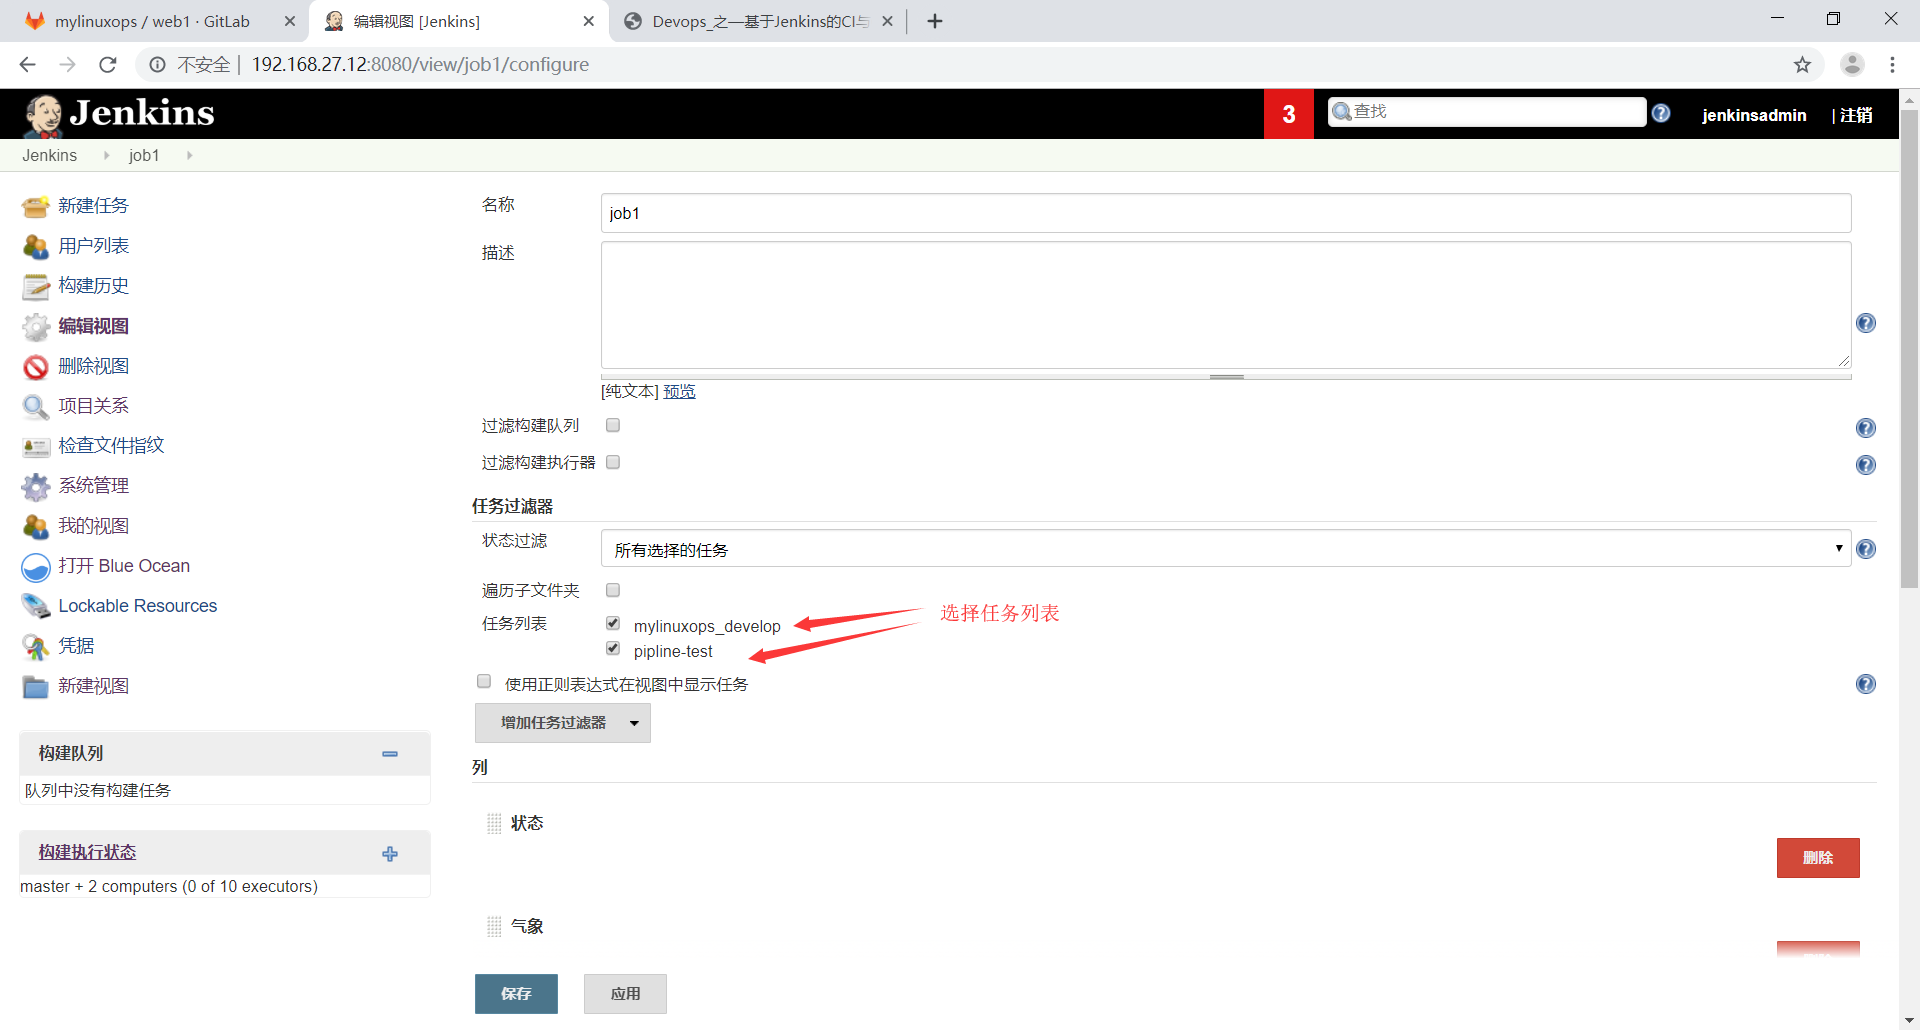 mylinuxops / web1 · GitLab
编辑视图 [Jenkins]
Devops_之—基于Jenkins的CI与
不安全 | 192.168.27.12:8080/view/job1/configure
Jenkins
3
查找
jenkinsadmin
| 注销
Jenkins
job1
新建任务
用户列表
构建历史
编辑视图
删除视图
项目关系
检查文件指纹
系统管理
我的视图
打开 Blue Ocean
Lockable Resources
凭据
新建视图
构建队列
队列中没有构建任务
构建执行状态
master + 2 computers (0 of 10 executors)
名称
job1
描述
[纯文本] 预览
过滤构建队列
过滤构建执行器
任务过滤器
状态过滤
所有选择的任务
遍历子文件夹
任务列表
mylinuxops_develop
pipline-test
选择任务列表
使用正则表达式在视图中显示任务
增加任务过滤器
列
状态
删除
气象
保存
应用